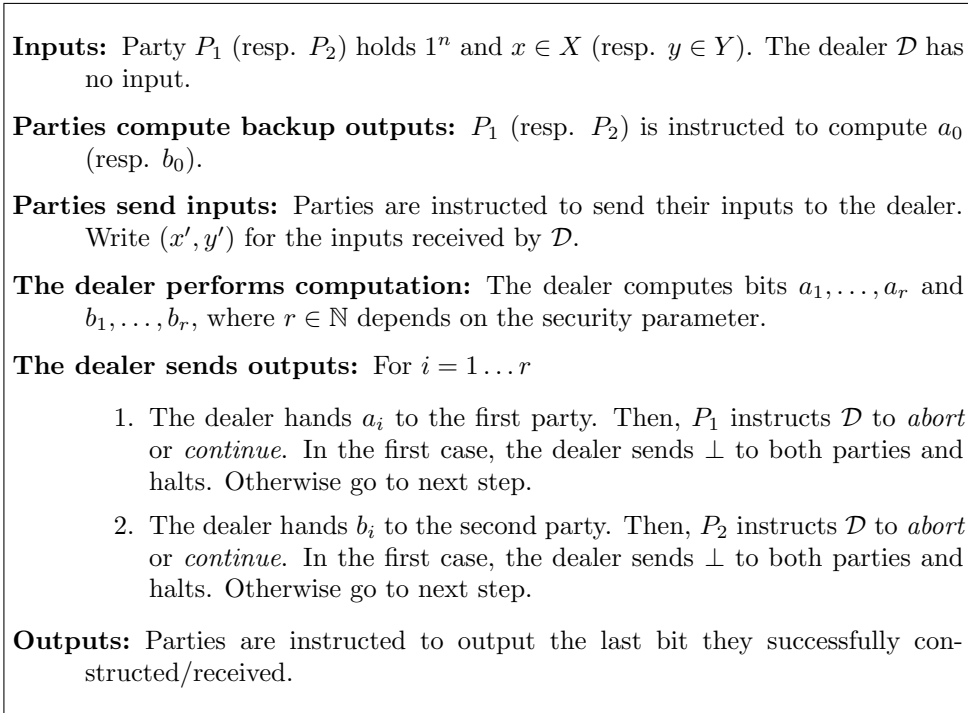 Inputs: Party P₁ (resp. P₂) holds 1ⁿ and x ∈ X (resp. y ∈ Y). The dealer 𝒟 has
no input.
Parties compute backup outputs: P₁ (resp. P₂) is instructed to compute a₀
(resp. b₀).
Parties send inputs: Parties are instructed to send their inputs to the dealer.
Write (x′, y′) for the inputs received by 𝒟.
The dealer performs computation: The dealer computes bits a₁, . . . , aᵣ and
b₁, . . . , bᵣ, where r ∈ ℕ depends on the security parameter.
The dealer sends outputs: For i = 1 . . . r
1. The dealer hands aᵢ to the first party. Then, P₁ instructs 𝒟 to abort
or continue. In the first case, the dealer sends ⊥ to both parties and
halts. Otherwise go to next step.
2. The dealer hands bᵢ to the second party. Then, P₂ instructs 𝒟 to abort
or continue. In the first case, the dealer sends ⊥ to both parties and
halts. Otherwise go to next step.
Outputs: Parties are instructed to output the last bit they successfully con-
structed/received.